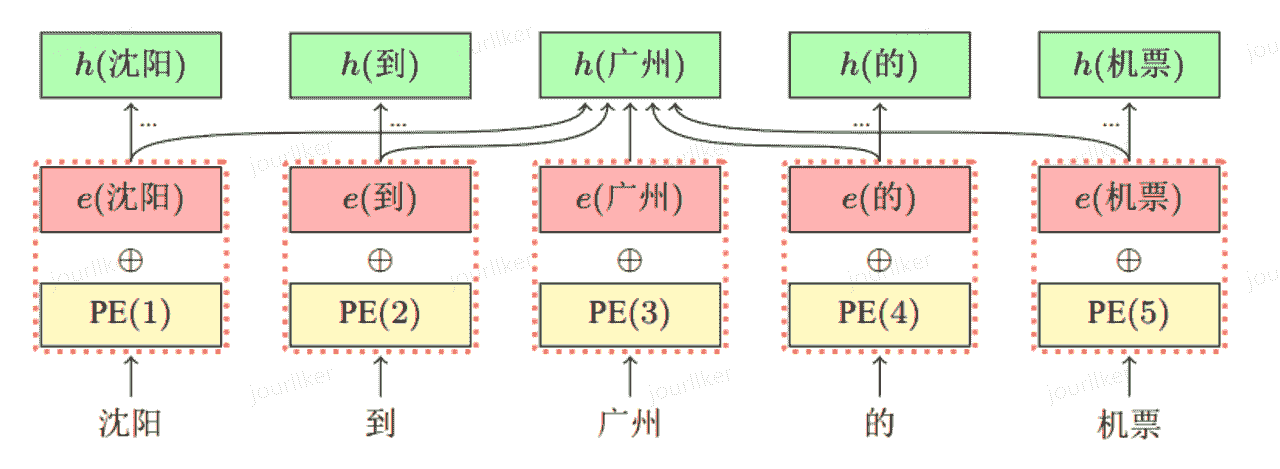 h(沈阳) h(到) h(广州) h(的) h(机票)
... ... ... ...
e(沈阳) e(到) e(广州) e(的) e(机票)
⊕ ⊕ ⊕ ⊕ ⊕
PE(1) PE(2) PE(3) PE(4) PE(5)
沈阳 到 广州 的 机票
jourllker